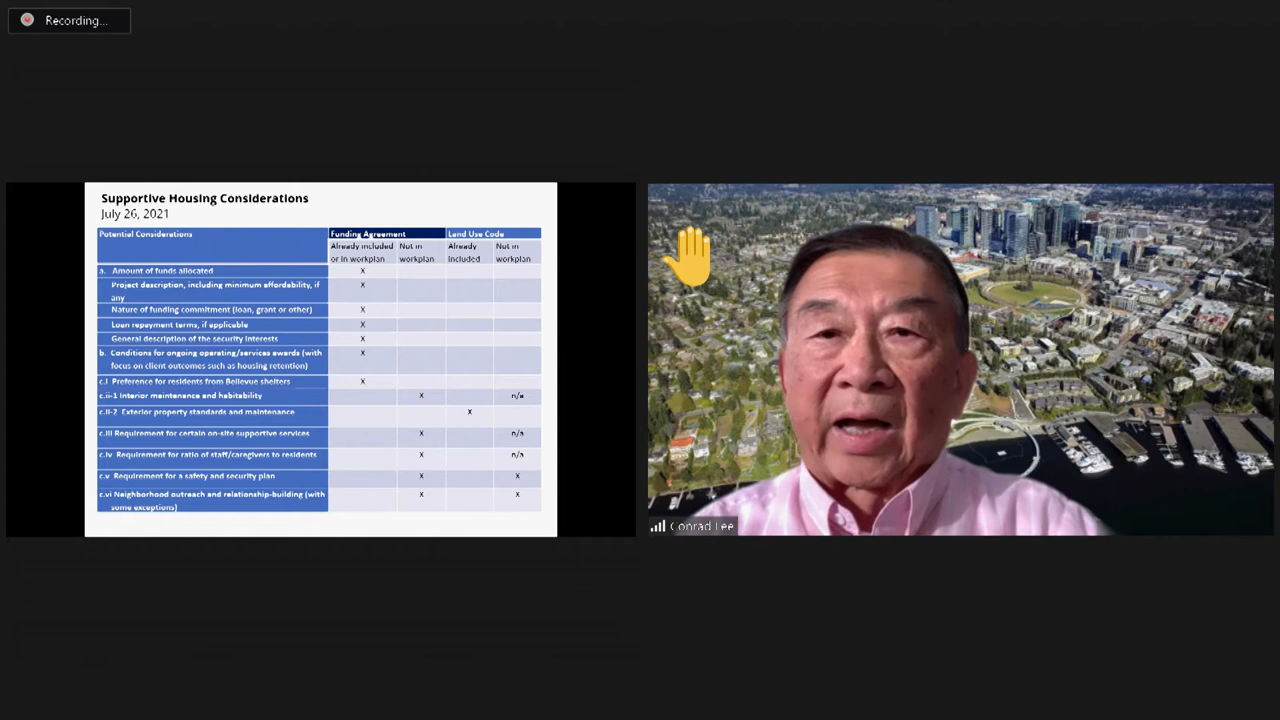 Recording...
Supportive Housing Considerations
July 26, 2021
Potential Considerations
Funding Agreement
Land Use Code
Already included or in workplan
Not in workplan
Already included
Not in workplan
a. Amount of funds allocated X
Project description, including minimum affordability, if any X
Nature of funding commitment (loan, grant or other) X
Loan repayment terms, if applicable X
General description of the security interests X
b. Conditions for ongoing operating/services awards (with focus on client outcomes such as housing retention) X
c.i Preference for residents from Bellevue shelters X
c.ii-1 Interior maintenance and habitability X n/a
c.ii-2 Exterior property standards and maintenance X
c.iii Requirement for certain on-site supportive services X n/a
c.iv Requirement for ratio of staff/caregivers to residents X n/a
c.v Requirement for a safety and security plan X X
c.vi Neighborhood outreach and relationship-building (with some exceptions) X X
Conrad Lee